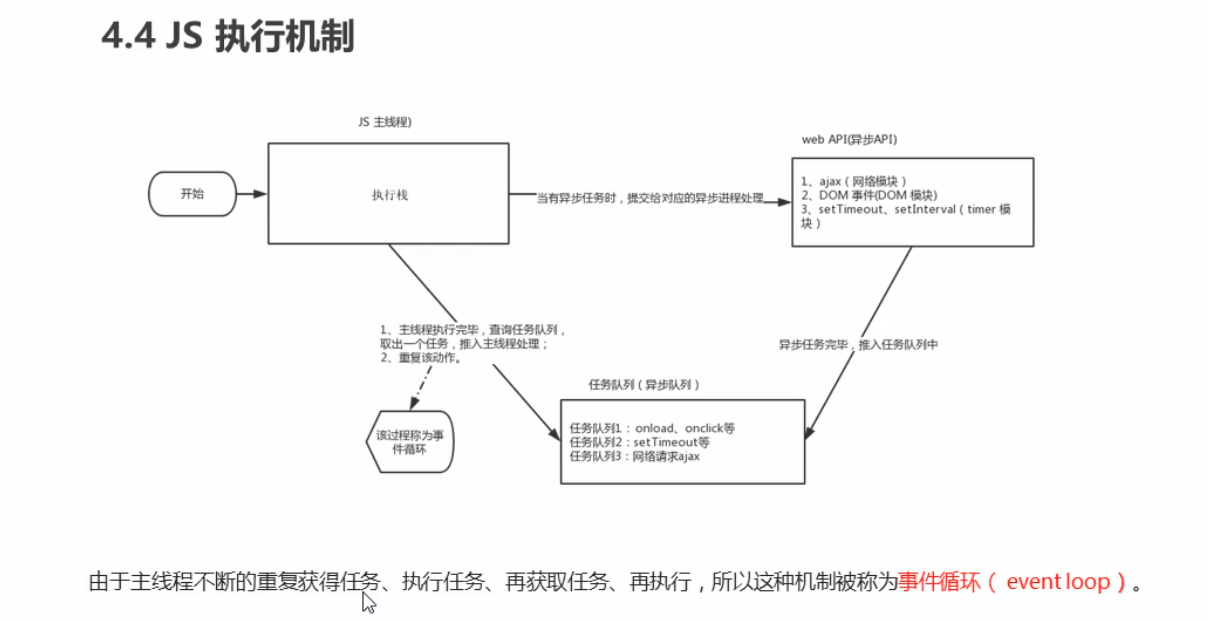 4.4 JS 执行机制
JS 主线程)
web API(异步API)
开始
执行栈
当有异步任务时，提交给对应的异步进程处理
1、ajax（网络模块）
2、DOM 事件(DOM 模块)
3、setTimeout、setInterval（timer 模
块）
1、主线程执行完毕，查询任务队列，
取出一个任务，推入主线程处理；
2、重复该动作。
异步任务完毕，推入任务队列中
任务队列（异步队列）
该过程称为事
件循环
任务队列1： onload、onclick等
任务队列2：setTimeout等
任务队列3：网络请求ajax
由于主线程不断的重复获得任务、执行任务、再获取任务、再执行，所以这种机制被称为事件循环（ event loop）。